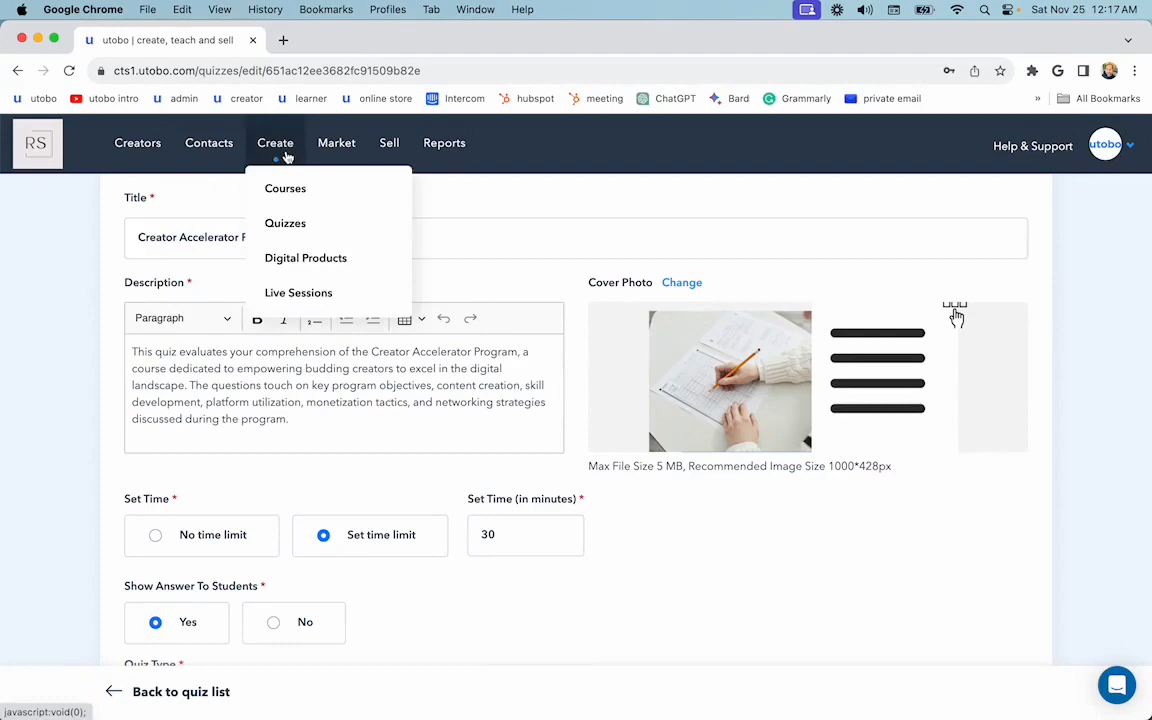 Google Chrome File Edit View History Bookmarks Profiles Tab Window Help Sat Nov 25 12:17 AM
u utobo | create, teach and sell
cts1.utobo.com/quizzes/edit/651ac12ee3682fc91509b82e
u utobo utobo intro u admin u creator u learner u online store Intercom hubspot meeting ChatGPT Bard Grammarly private email » All Bookmarks
RS Creators Contacts Create Market Sell Reports Help & Support utobo
Courses
Quizzes
Digital Products
Live Sessions
Title *
Creator Accelerator
Description * Cover Photo Change
Paragraph B I
This quiz evaluates your comprehension of the Creator Accelerator Program, a
course dedicated to empowering budding creators to excel in the digital
landscape. The questions touch on key program objectives, content creation, skill
development, platform utilization, monetization tactics, and networking strategies
discussed during the program.
Max File Size 5 MB, Recommended Image Size 1000*428px
Set Time * Set Time (in minutes) *
No time limit Set time limit 30
Show Answer To Students *
Yes No
Quiz Type *
← Back to quiz list
javascript:void(0);